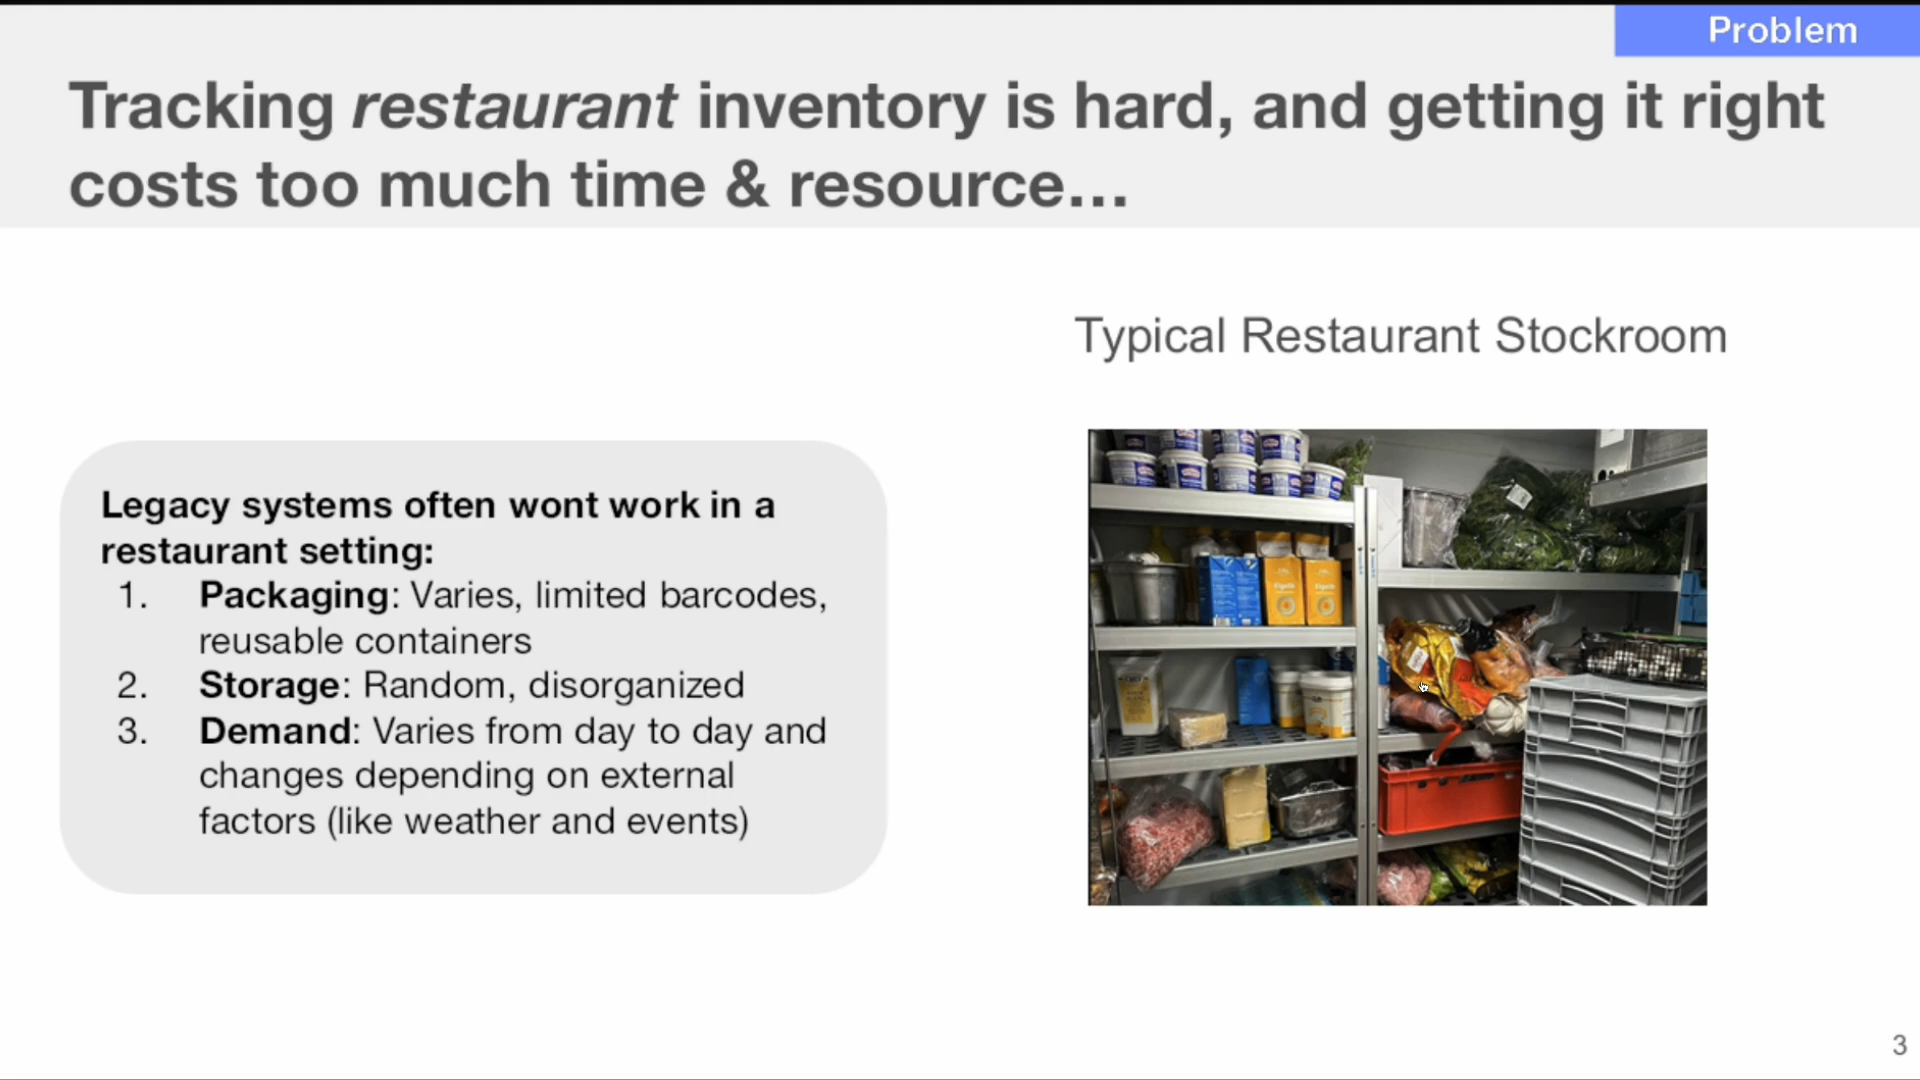 Problem
Tracking restaurant inventory is hard, and getting it right
costs too much time & resource…
Typical Restaurant Stockroom
Legacy systems often wont work in a
restaurant setting:
1. Packaging: Varies, limited barcodes,
reusable containers
2. Storage: Random, disorganized
3. Demand: Varies from day to day and
changes depending on external
factors (like weather and events)
3